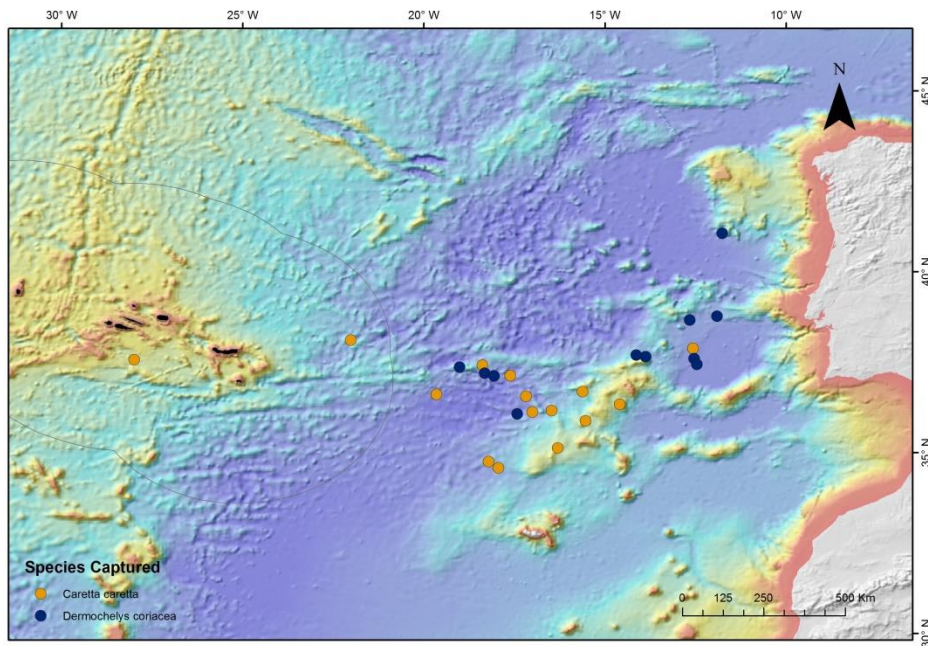 30° W 25° W 20° W 15° W 10° W
N
45° N
40° N
35° N
30° N
Species Captured
Caretta caretta
Dermochelys coriacea
0 125 250 500 Km